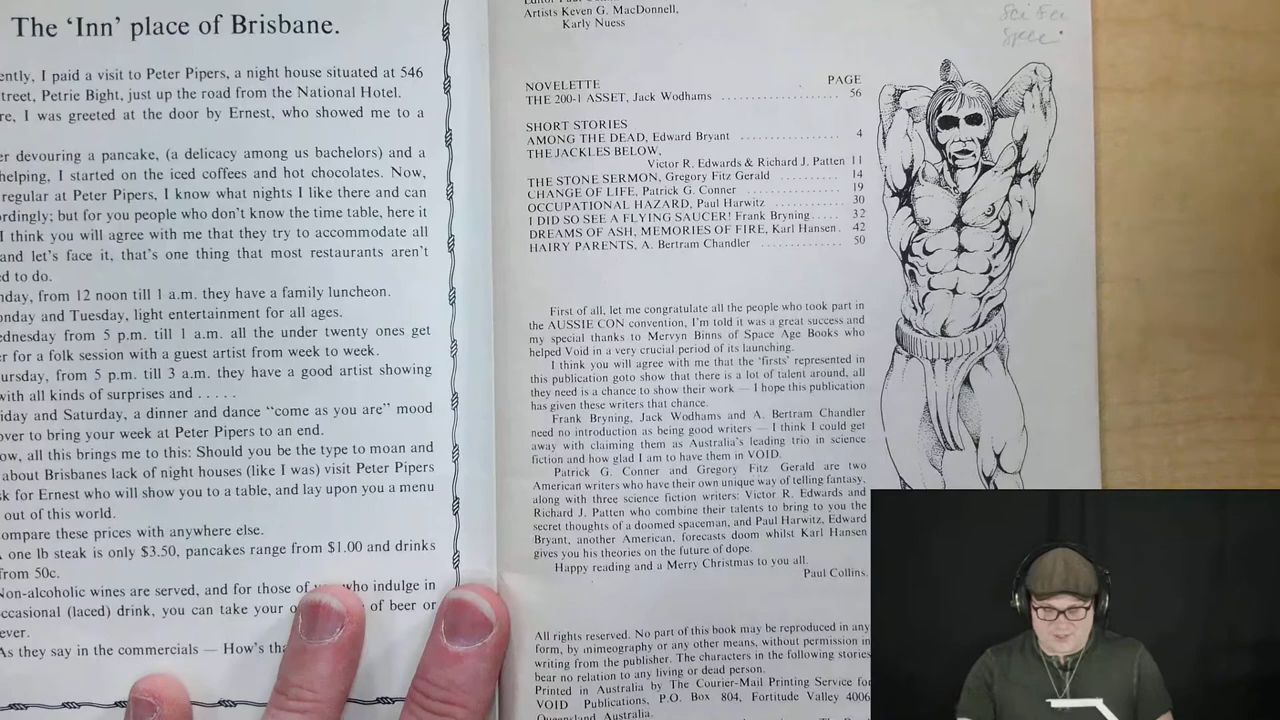 The 'Inn' place of Brisbane.
ently, I paid a visit to Peter Pipers, a night house situated at 546
treet, Petrie Bight, just up the road from the National Hotel.
re, I was greeted at the door by Ernest, who showed me to a
er devouring a pancake, (a delicacy among us bachelors) and a
helping, I started on the iced coffees and hot chocolates. Now,
regular at Peter Pipers, I know what nights I like there and can
ordingly; but for you people who don't know the time table, here it
I think you will agree with me that they try to accommodate all
and let's face it, that's one thing that most restaurants aren't
ed to do.
nday, from 12 noon till 1 a.m. they have a family luncheon.
onday and Tuesday, light entertainment for all ages.
ednesday from 5 p.m. till 1 a.m. all the under twenty ones get
er for a folk session with a guest artist from week to week.
ursday, from 5 p.m. till 3 a.m. they have a good artist showing
with all kinds of surprises and . . . . .
iday and Saturday, a dinner and dance "come as you are" mood
over to bring your week at Peter Pipers to an end.
ow, all this brings me to this: Should you be the type to moan and
about Brisbanes lack of night houses (like I was) visit Peter Pipers
sk for Ernest who will show you to a table, and lay upon you a menu
out of this world.
ompare these prices with anywhere else.
one lb steak is only $3.50, pancakes range from $1.00 and drinks
from 50c.
Non-alcoholic wines are served, and for those of who indulge in
ccasional (laced) drink, you can take your of beer or
ever.
As they say in the commercials — How's tha
Artists Keven G. MacDonnell,
Karly Nuess
Sci Fi
NOVELETTE PAGE
THE 200-1 ASSET, Jack Wodhams .................. 56
SHORT STORIES
AMONG THE DEAD, Edward Bryant ................ 4
THE JACKLES BELOW,
Victor R. Edwards & Richard J. Patten 11
THE STONE SERMON, Gregory Fitz Gerald ......... 14
CHANGE OF LIFE, Patrick G. Conner .............. 19
OCCUPATIONAL HAZARD, Paul Harwitz ............ 30
I DID SO SEE A FLYING SAUCER! Frank Bryning..... 32
DREAMS OF ASH, MEMORIES OF FIRE, Karl Hansen. 42
HAIRY PARENTS, A. Bertram Chandler ............. 50
First of all, let me congratulate all the people who took part in
the AUSSIE CON convention, I'm told it was a great success and
my special thanks to Mervyn Binns of Space Age Books who
helped Void in a very crucial period of its launching.
I think you will agree with me that the 'firsts' represented in
this publication goto show that there is a lot of talent around, all
they need is a chance to show their work — I hope this publication
has given these writers that chance.
Frank Bryning, Jack Wodhams and A. Bertram Chandler
need no introduction as being good writers — I think I could get
away with claiming them as Australia's leading trio in science
fiction and how glad I am to have them in VOID.
Patrick G. Conner and Gregory Fitz Gerald are two
American writers who have their own unique way of telling fantasy,
along with three science fiction writers: Victor R. Edwards and
Richard J. Patten who combine their talents to bring to you the
secret thoughts of a doomed spaceman, and Paul Harwitz, Edward
Bryant, another American, forecasts doom whilst Karl Hansen
gives you his theories on the future of dope.
Happy reading and a Merry Christmas to you all.
Paul Collins.
All rights reserved. No part of this book may be reproduced in any
form, by mimeography or any other means, without permission in
writing from the publisher. The characters in the following stories
bear no relation to any living or dead person.
Printed in Australia by The Courier-Mail Printing Service for
VOID Publications, P.O. Box 804, Fortitude Valley 4006
Queensland, Australia.